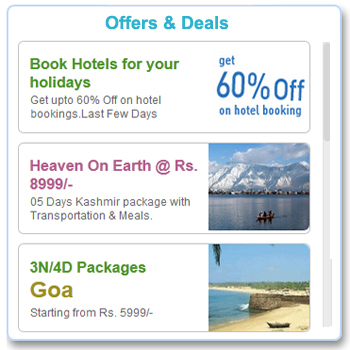 Offers & Deals
Book Hotels for your
holidays
Get upto 60% Off on hotel
bookings.Last Few Days
get
60% Off
on hotel booking
Heaven On Earth @ Rs.
8999/-
05 Days Kashmir package with
Transportation & Meals.
3N/4D Packages
Goa
Starting from Rs. 5999/-